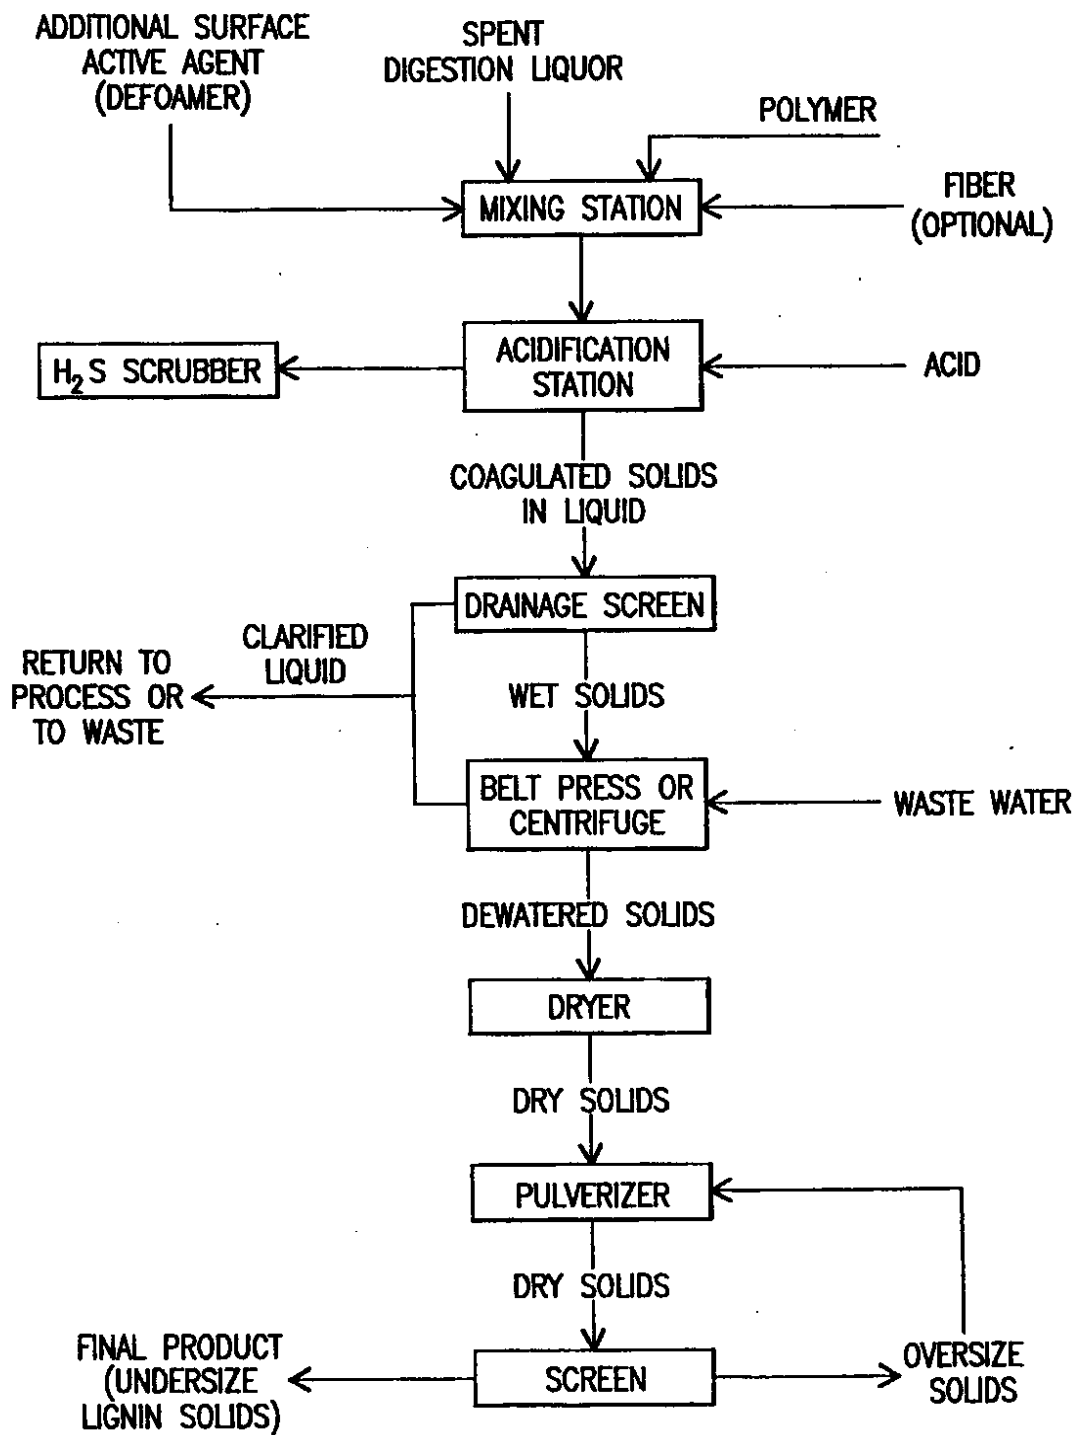 ADDITIONAL SURFACE
ACTIVE AGENT
(DEFOAMER)
SPENT
DIGESTION LIQUOR
POLYMER
MIXING STATION
FIBER
(OPTIONAL)
H2S SCRUBBER
ACIDIFICATION
STATION
ACID
COAGULATED SOLIDS
IN LIQUID
DRAINAGE SCREEN
CLARIFIED
LIQUID
RETURN TO
PROCESS OR
TO WASTE
WET SOLIDS
BELT PRESS OR
CENTRIFUGE
WASTE WATER
DEWATERED SOLIDS
DRYER
DRY SOLIDS
PULVERIZER
DRY SOLIDS
FINAL PRODUCT
(UNDERSIZE
LIGNIN SOLIDS)
SCREEN
OVERSIZE
SOLIDS